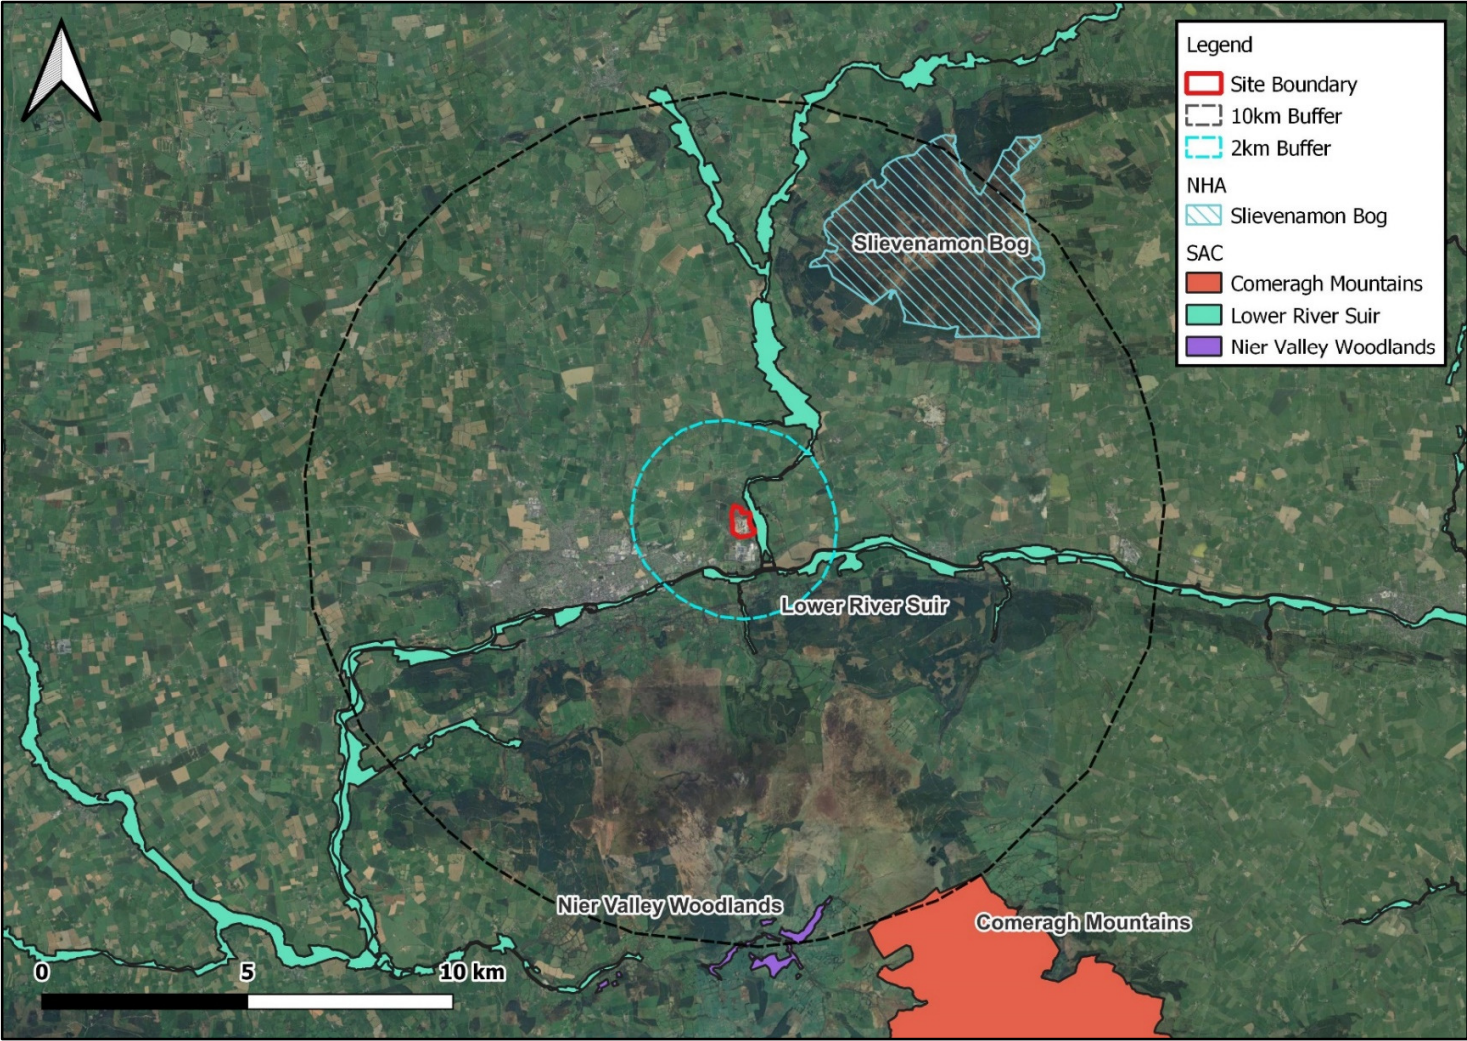 Legend
Site Boundary
10km Buffer
2km Buffer
NHA
Slievenamon Bog
SAC
Comeragh Mountains
Lower River Suir
Nier Valley Woodlands
Slievenamon Bog
Lower River Suir
Nier Valley Woodlands
Comeragh Mountains
0 5 10 km